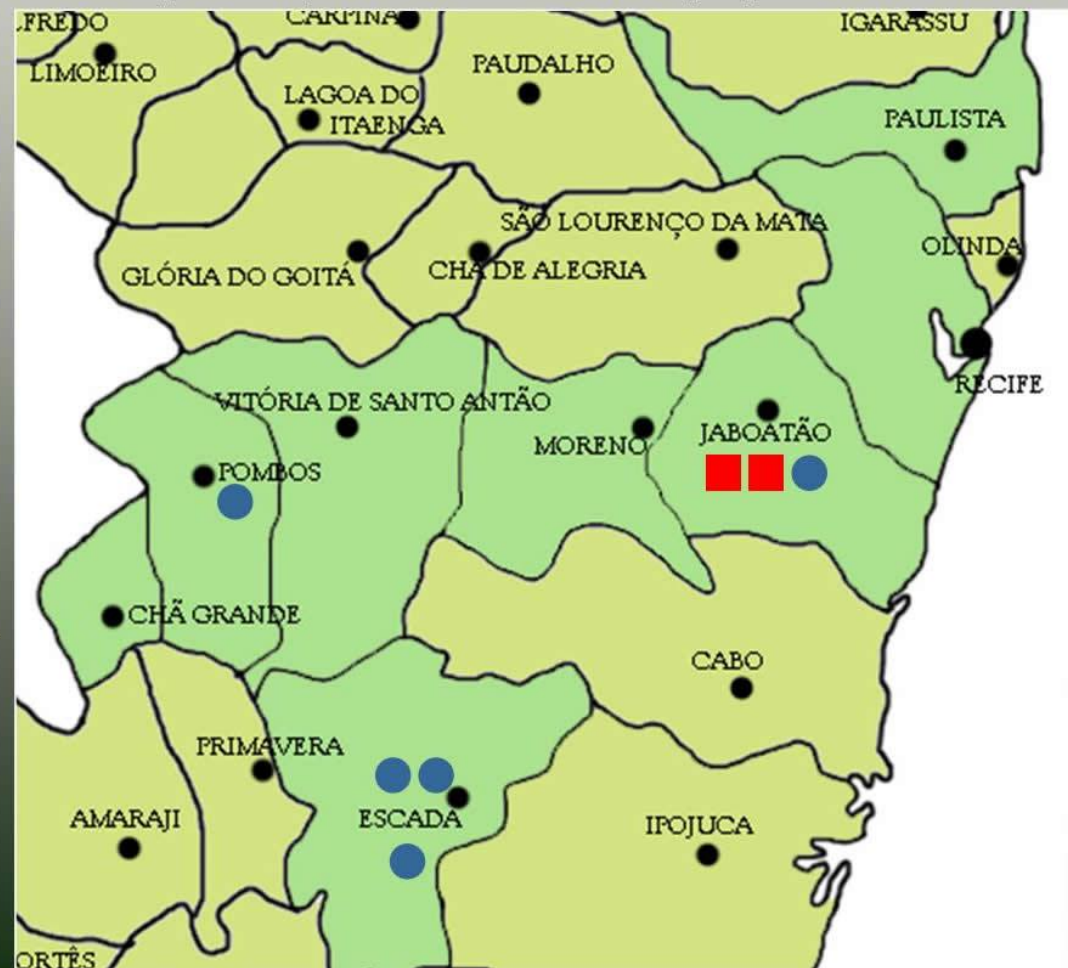 CARPINA
IGARASSU
LIMOEIRO
PAUDALHO
LAGOA DO
ITAENGA
PAULISTA
SÃO LOURENÇO DA MATA
OLINDA
GLÓRIA DO GOITÁ
CHÃ DE ALEGRIA
RECIFE
VITÓRIA DE SANTO ANTÃO
MORENO
JABOATÃO
POMBOS
CHÃ GRANDE
CABO
PRIMAVERA
AMARAJI
ESCADA
IPOJUCA